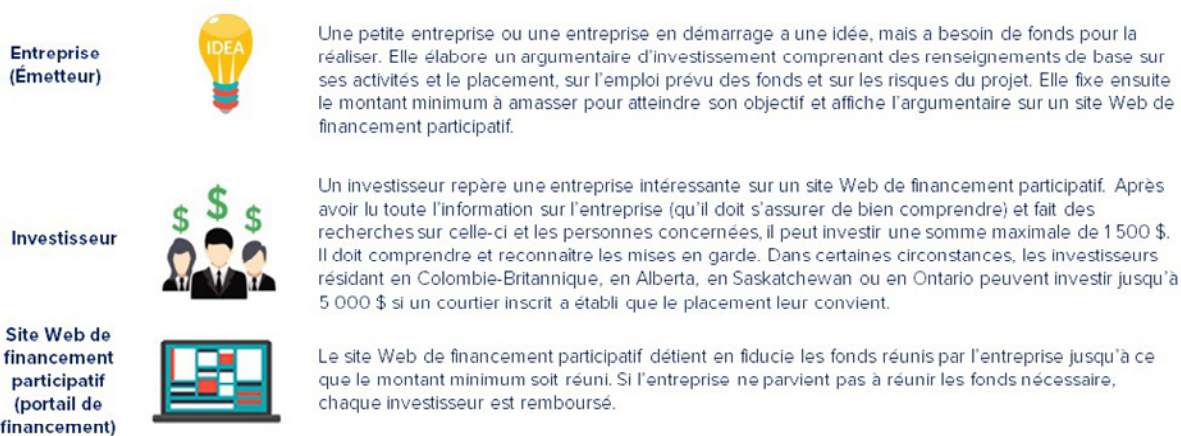 Entreprise
(Émetteur)
IDEA
Une petite entreprise ou une entreprise en démarrage a une idée, mais a besoin de fonds pour la
réaliser. Elle élabore un argumentaire d'investissement comprenant des renseignements de base sur
ses activités et le placement, sur l'emploi prévu des fonds et sur les risques du projet. Elle fixe ensuite
le montant minimum à amasser pour atteindre son objectif et affiche l'argumentaire sur un site Web de
financement participatif.
Investisseur
$ $ $
Un investisseur repère une entreprise intéressante sur un site Web de financement participatif. Après
avoir lu toute l'information sur l'entreprise (qu'il doit s'assurer de bien comprendre) et fait des
recherches sur celle-ci et les personnes concernées, il peut investir une somme maximale de 1 500 $.
Il doit comprendre et reconnaître les mises en garde. Dans certaines circonstances, les investisseurs
résidant en Colombie-Britannique, en Alberta, en Saskatchewan ou en Ontario peuvent investir jusqu'à
5 000 $ si un courtier inscrit a établi que le placement leur convient.
Site Web de
financement
participatif
(portail de
financement)
Le site Web de financement participatif détient en fiducie les fonds réunis par l'entreprise jusqu'à ce
que le montant minimum soit réuni. Si l'entreprise ne parvient pas à réunir les fonds nécessaire,
chaque investisseur est remboursé.